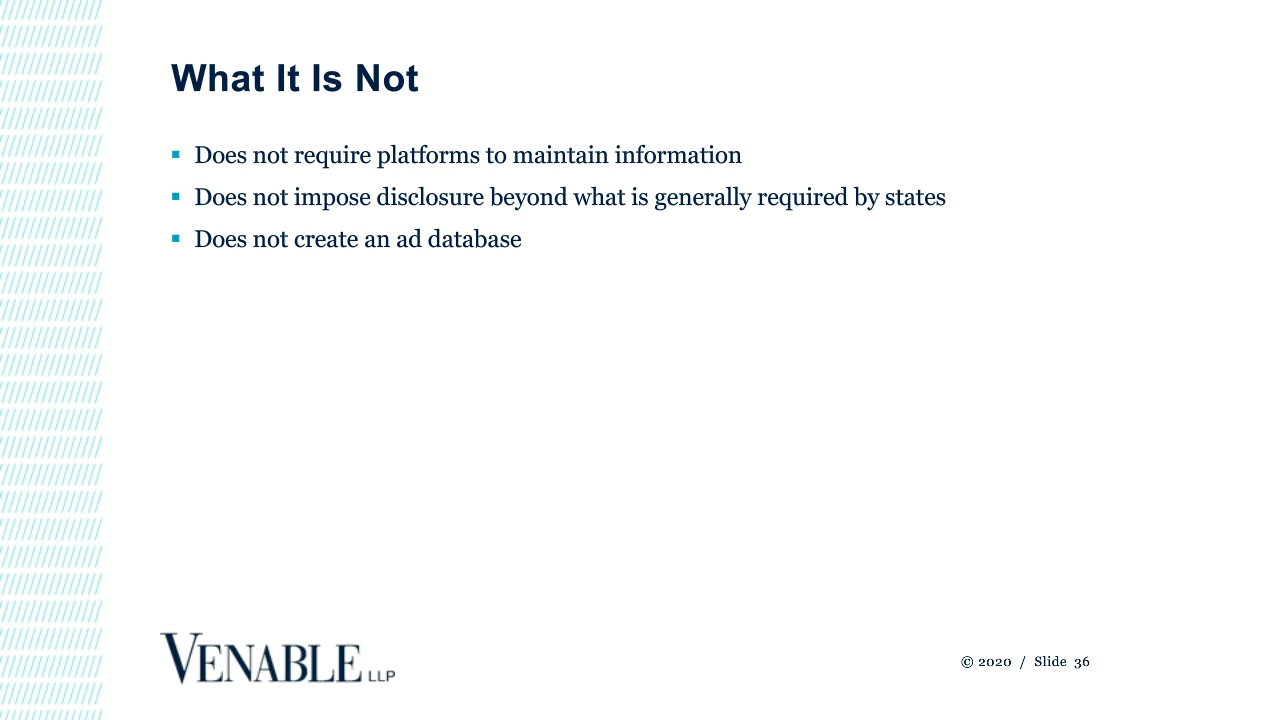 What It Is Not
▪ Does not require platforms to maintain information
▪ Does not impose disclosure beyond what is generally required by states
▪ Does not create an ad database
VENABLE LLP
© 2020 / Slide 36